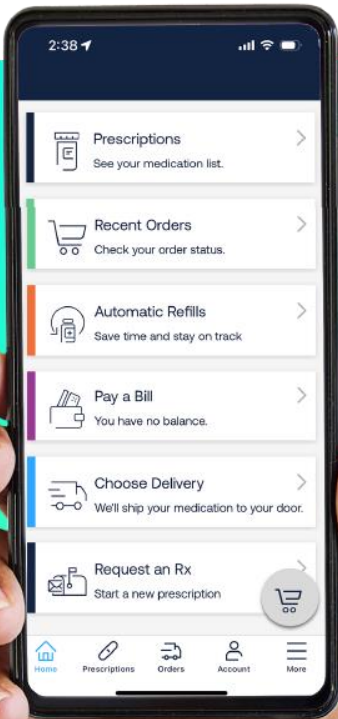 2:38
Prescriptions
See your medication list.
Recent Orders
Check your order status.
Automatic Refills
Save time and stay on track
Pay a Bill
You have no balance.
Choose Delivery
We'll ship your medication to your door.
Request an Rx
Start a new prescription
Home Prescriptions Orders Account More